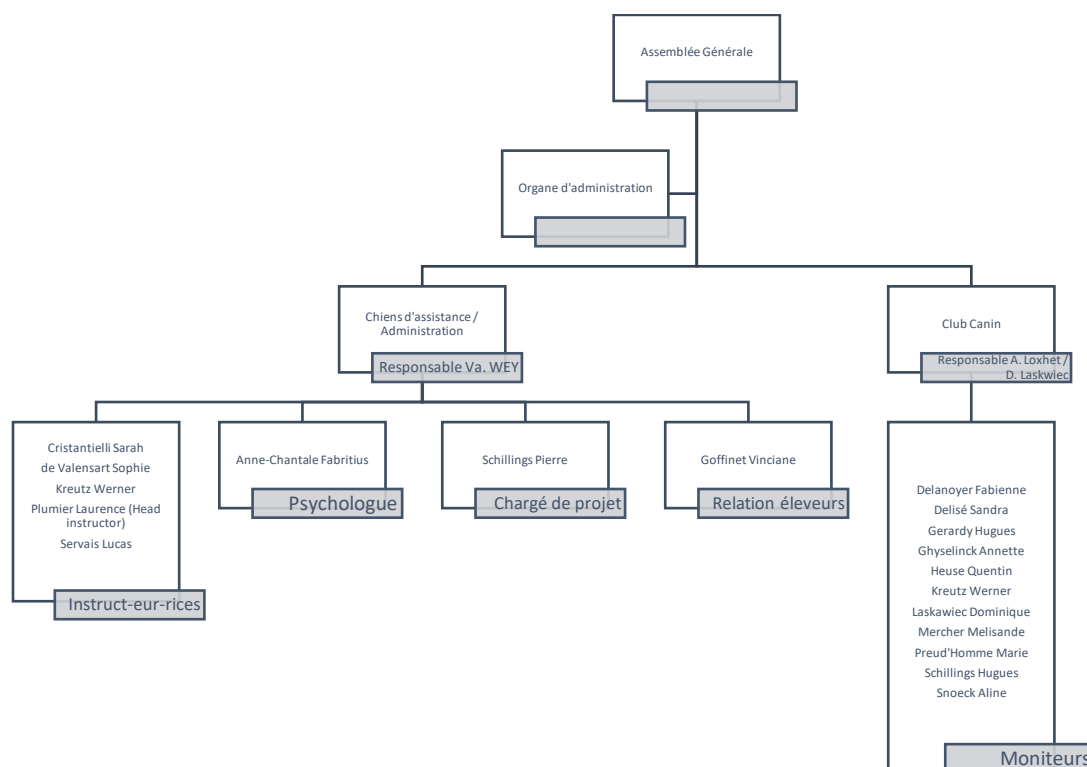 Assemblée Générale
Organe d'administration
Chiens d'assistance /
Administration
Responsable Va. WEY
Club Canin
Responsable A. Loxhet /
D. Laskwiec
Cristantielli Sarah
de Valensart Sophie
Kreutz Werner
Plumier Laurence (Head
instructor)
Servais Lucas
Instruct-eur-rices
Anne-Chantale Fabritius
Psychologue
Schillings Pierre
Chargé de projet
Goffinet Vinciane
Relation éleveurs
Delanoyer Fabienne
Delisé Sandra
Gerardy Hugues
Ghyselinck Annette
Heuse Quentin
Kreutz Werner
Laskawiec Dominique
Mercher Melisande
Preud'Homme Marie
Schillings Hugues
Snoeck Aline
Moniteurs